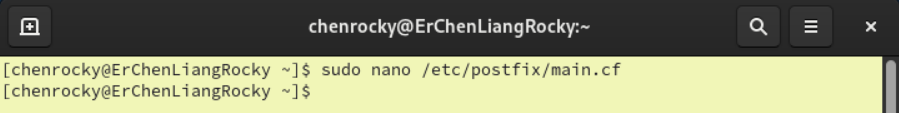 chenrocky@ErChenLiangRocky:~
[chenrocky@ErChenLiangRocky ~]$ sudo nano /etc/postfix/main.cf
[chenrocky@ErChenLiangRocky ~]$